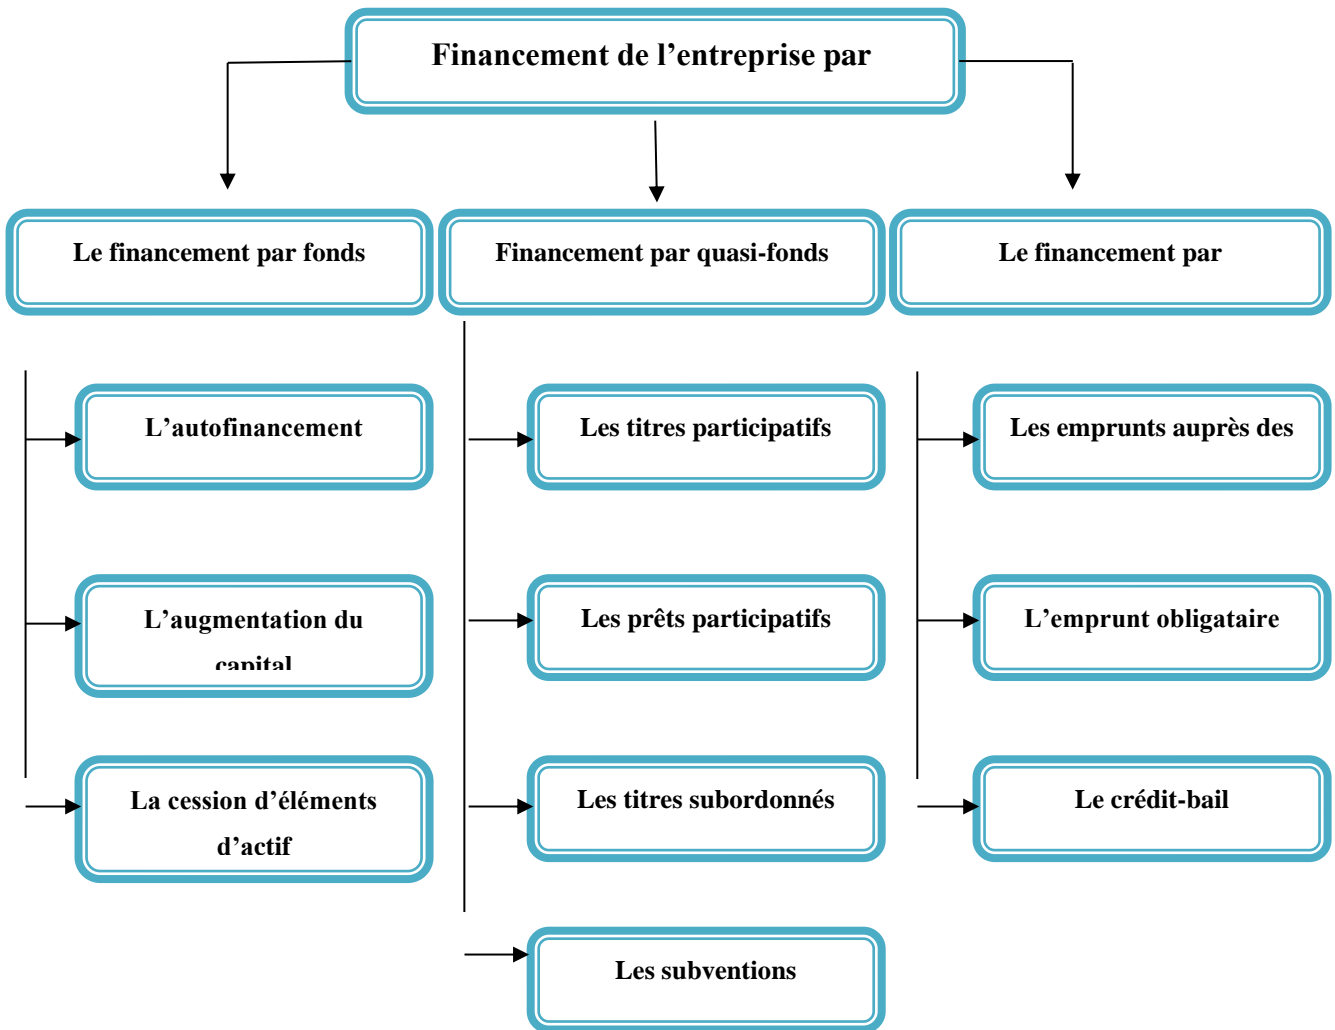 Financement de l’entreprise par
Le financement par fonds
Financement par quasi-fonds
Le financement par
L’autofinancement
Les titres participatifs
Les emprunts auprès des
L’augmentation du
capital
Les prêts participatifs
L’emprunt obligataire
La cession d’éléments
d’actif
Les titres subordonnés
Le crédit-bail
Les subventions